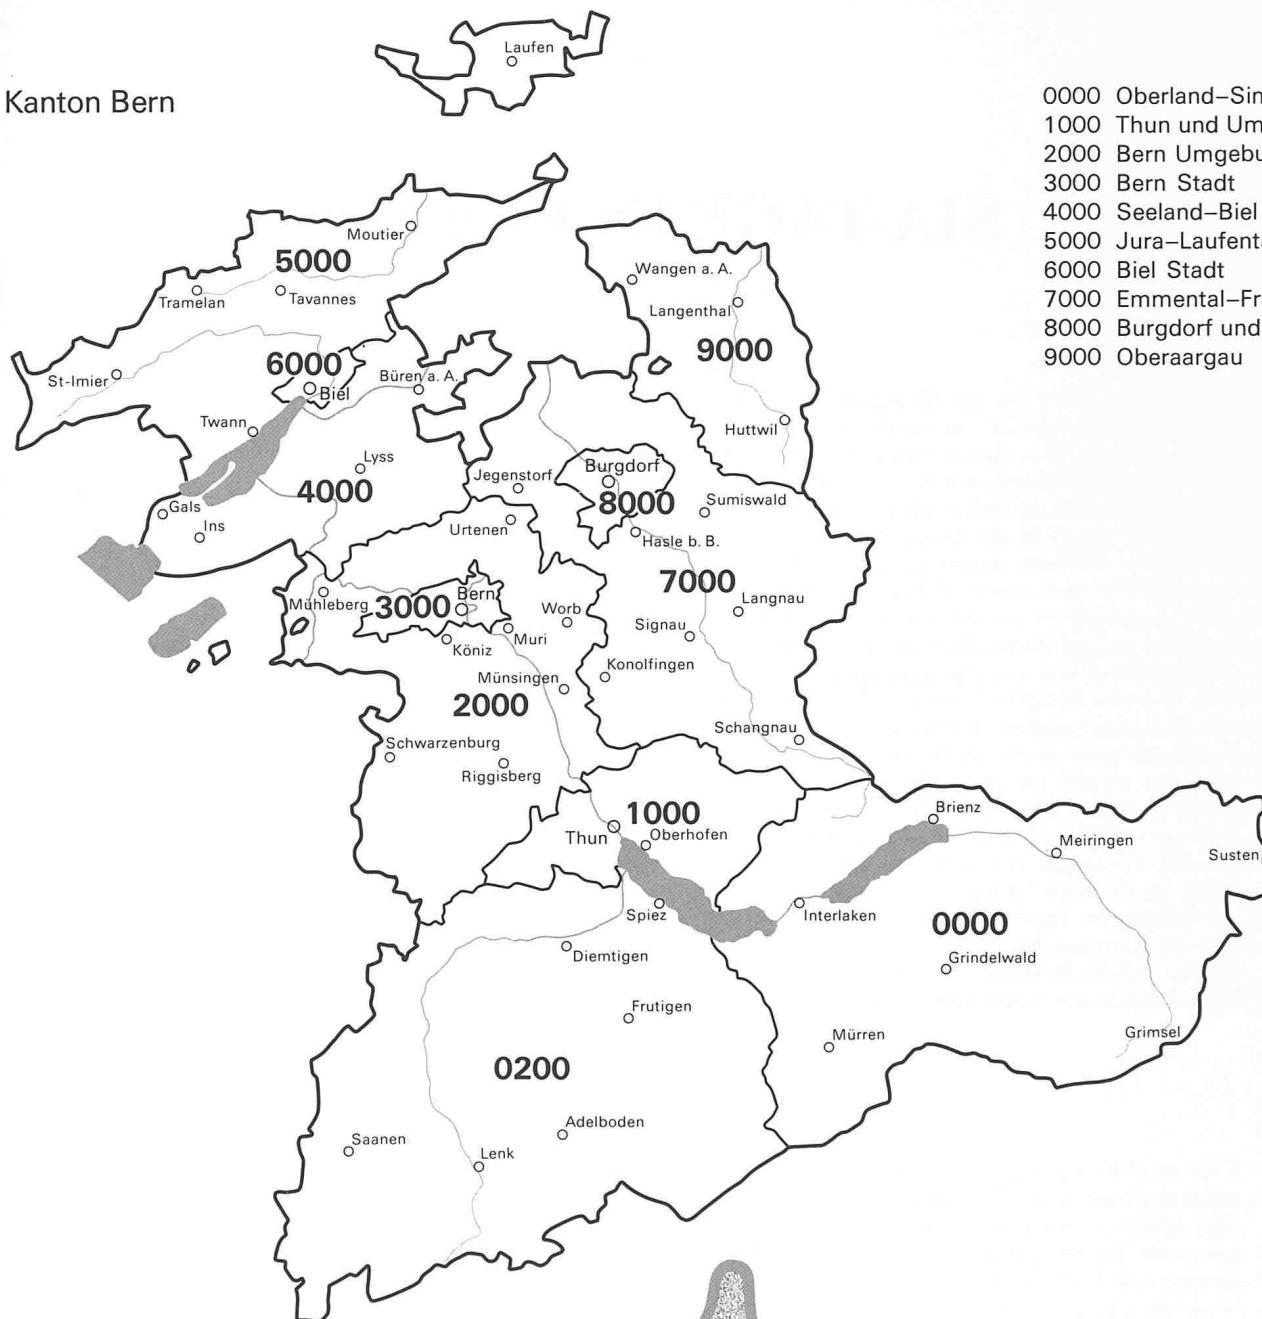 Kanton Bern
0000 Oberland–Sin
1000 Thun und Um
2000 Bern Umgebu
3000 Bern Stadt
4000 Seeland–Biel
5000 Jura–Laufenta
6000 Biel Stadt
7000 Emmental–Fr
8000 Burgdorf und
9000 Oberaargau
Laufen
Moutier
5000
Tramelan
Tavannes
Wangen a. A.
Langenthal
9000
Huttwil
St-Imier
6000
Biel
Büren a. A.
Twann
Lyss
4000
Gals
Ins
Jegenstorf
Burgdorf
8000
Sumiswald
Urtenen
Hasle b. B.
7000
Langnau
Mühleberg
3000
Bern
Worb
Signau
Köniz
Muri
Konolfingen
Münsingen
2000
Schangnau
Schwarzenburg
Riggisberg
1000
Thun
Oberhofen
Brienz
Meiringen
Susten
Spiez
Interlaken
0000
Diemtigen
Grindelwald
Frutigen
Mürren
Grimsel
0200
Saanen
Adelboden
Lenk